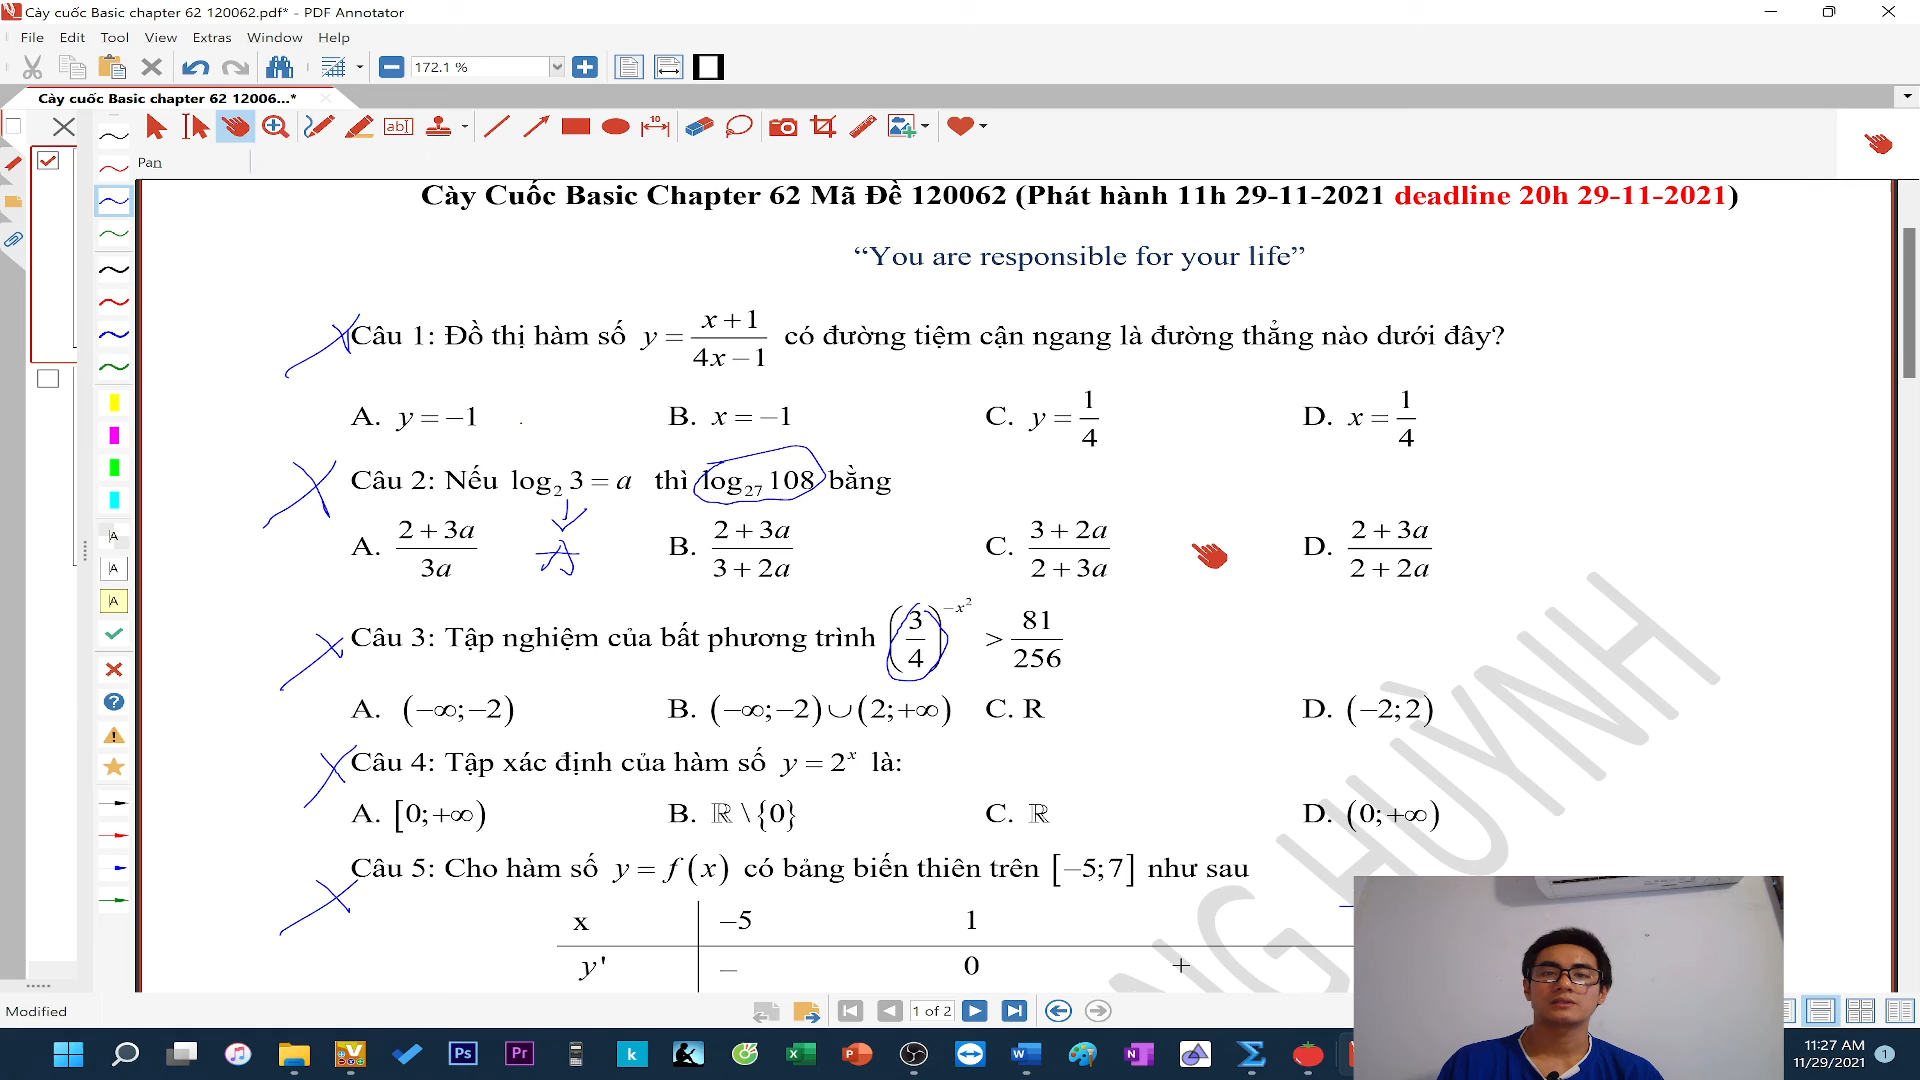 Cày cuốc Basic chapter 62 120062.pdf* - PDF Annotator
File Edit Tool View Extras Window Help
172.1 %
Cày cuốc Basic chapter 62 12006...*
Pan
Cày Cuốc Basic Chapter 62 Mã Đề 120062 (Phát hành 11h 29-11-2021 deadline 20h 29-11-2021)
“You are responsible for your life”
Câu 1: Đồ thị hàm số y = (x+1)/(4x−1) có đường tiệm cận ngang là đường thẳng nào dưới đây?
A. y = −1 B. x = −1 C. y = 1/4 D. x = 1/4
Câu 2: Nếu log₂ 3 = a thì log₂₇ 108 bằng
A. (2+3a)/(3a) B. (2+3a)/(3+2a) C. (3+2a)/(2+3a) D. (2+3a)/(2+2a)
Câu 3: Tập nghiệm của bất phương trình (3/4)^(−x²) > 81/256
A. (−∞;−2) B. (−∞;−2)∪(2;+∞) C. R D. (−2;2)
Câu 4: Tập xác định của hàm số y = 2ˣ là:
A. [0;+∞) B. ℝ \ {0} C. ℝ D. (0;+∞)
Câu 5: Cho hàm số y = f(x) có bảng biến thiên trên [−5;7] như sau
x −5 1
y' − 0 +
NG HUỲNH
Modified
1 of 2
11:27 AM
11/29/2021
1